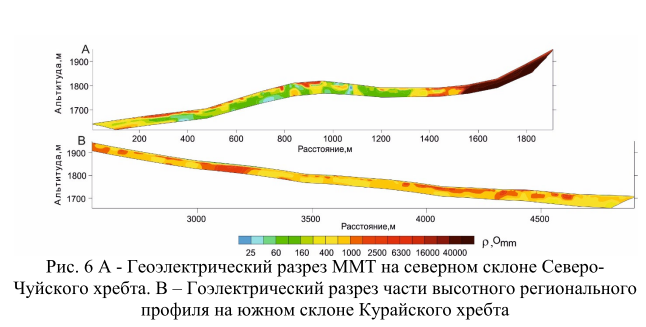 А
Альтитуда,м
1900
1800
1700
200 400 600 800 1000 1200 1400 1600 1800
Расстояние,м
В
Альтитуда,м
1900
1800
1700
3000 3500 4000 4500
Расстояние,м
25 60 160 400 1000 2500 6300 16000 40000 ρ,Omm
Рис. 6 А - Геоэлектрический разрез ММТ на северном склоне Северо-
Чуйского хребта. В – Гоэлектрический разрез части высотного регионального
профиля на южном склоне Курайского хребта